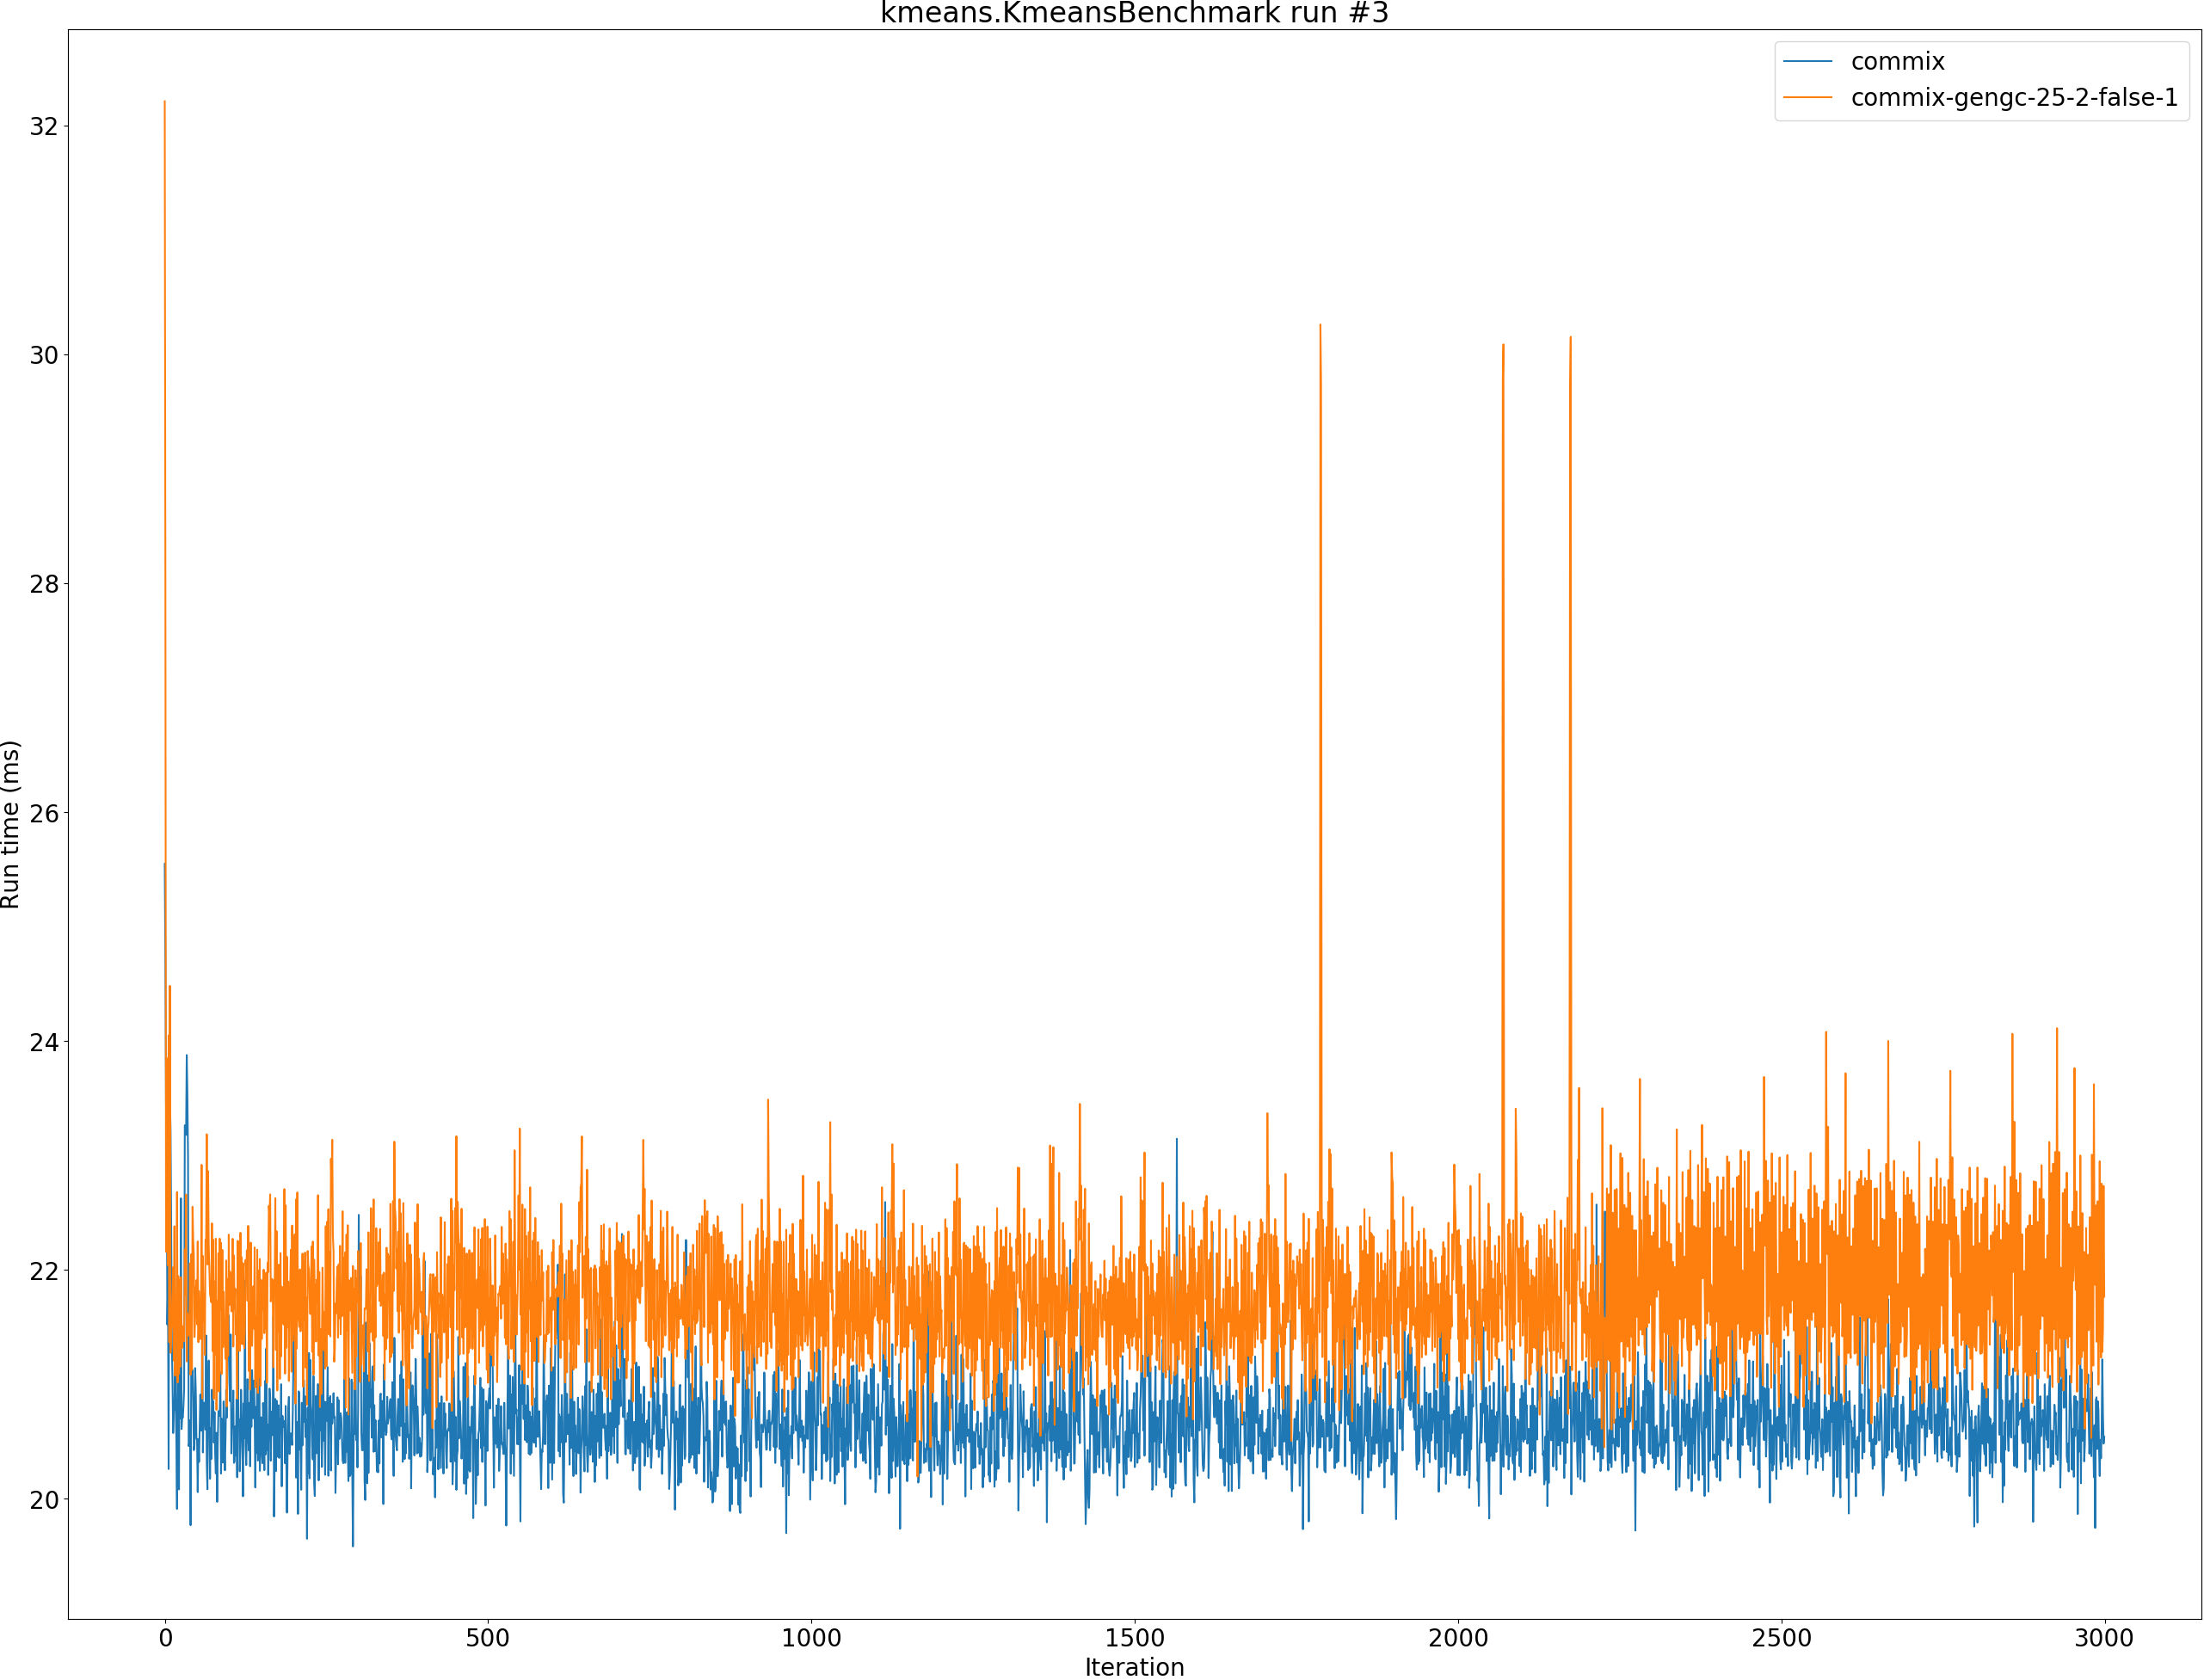 kmeans.KmeansBenchmark run #3
commix
commix-gengc-25-2-false-1
32
30
28
26
24
22
20
Run time (ms)
0 500 1000 1500 2000 2500 3000
Iteration